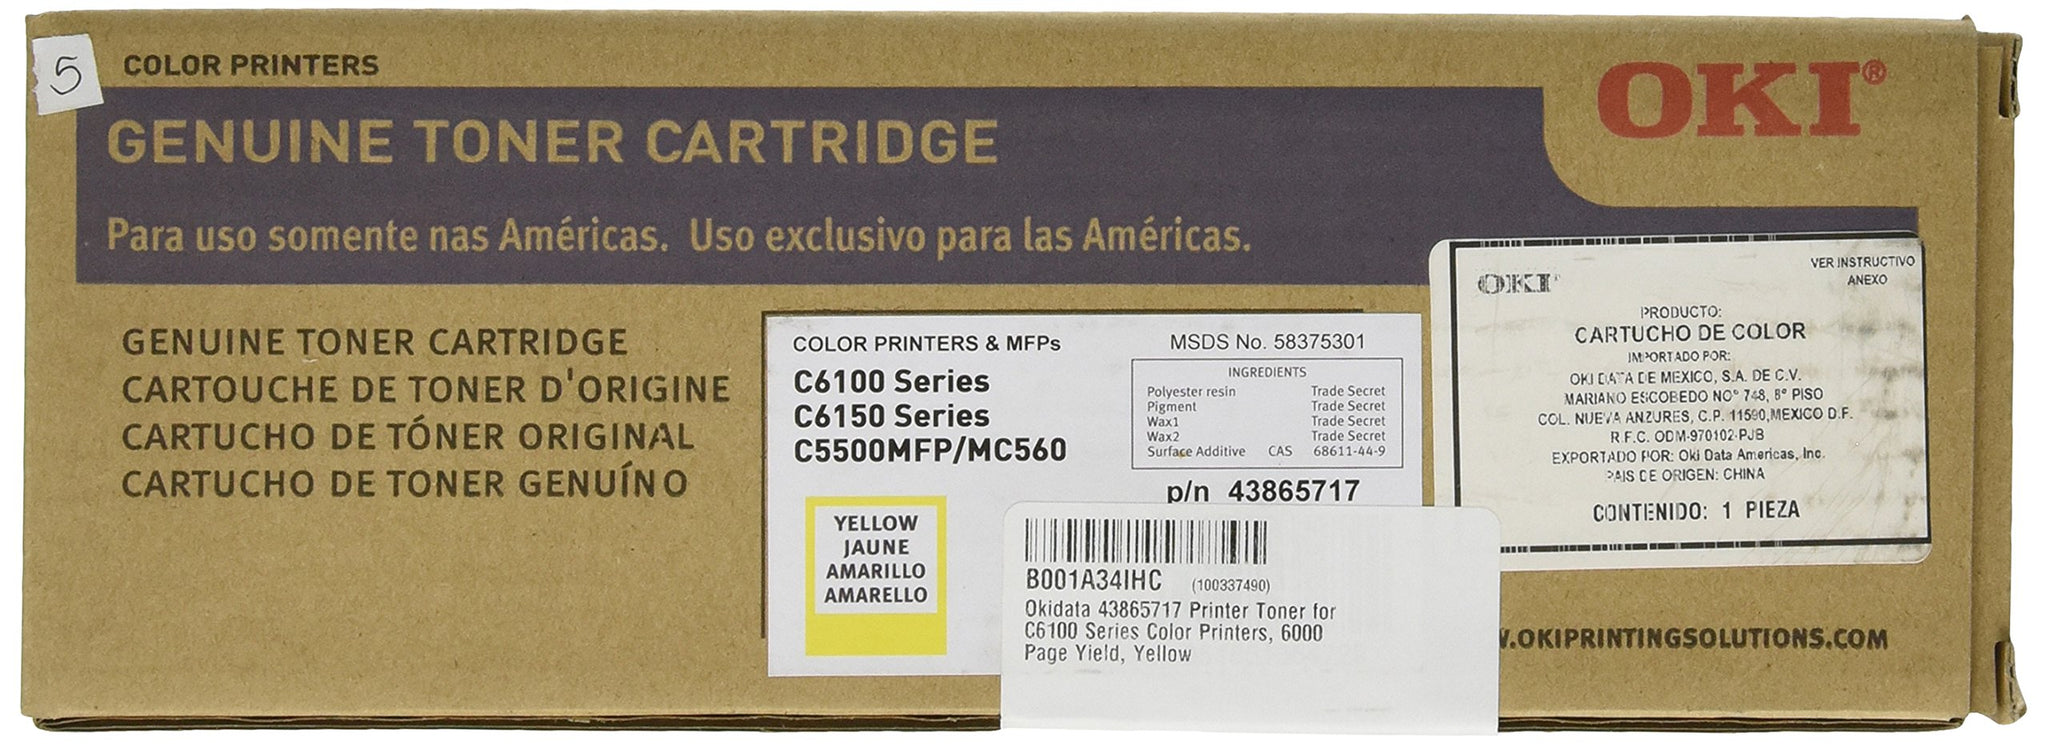 5
COLOR PRINTERS
OKI®
GENUINE TONER CARTRIDGE
Para uso somente nas Américas. Uso exclusivo para las Américas.
GENUINE TONER CARTRIDGE
CARTOUCHE DE TONER D'ORIGINE
CARTUCHO DE TÓNER ORIGINAL
CARTUCHO DE TONER GENUÍNO
COLOR PRINTERS & MFPs
C6100 Series
C6150 Series
C5500MFP/MC560
YELLOW
JAUNE
AMARILLO
AMARELLO
MSDS No. 58375301
INGREDIENTS
Polyester resin Trade Secret
Pigment Trade Secret
Wax1 Trade Secret
Wax2 Trade Secret
Surface Additive CAS 68611-44-9
p/n 43865717
B001A34IHC (100337490)
Okidata 43865717 Printer Toner for
C6100 Series Color Printers, 6000
Page Yield, Yellow
OKI
VER INSTRUCTIVO
ANEXO
PRODUCTO:
CARTUCHO DE COLOR
IMPORTADO POR:
OKI DATA DE MEXICO, S.A. DE C.V.
MARIANO ESCOBEDO N° 748, 8° PISO
COL. NUEVA ANZURES, C.P. 11590, MEXICO D.F.
R.F.C. ODM-970102-PJB
EXPORTADO POR: Oki Data Americas, Inc.
PAIS DE ORIGEN: CHINA
CONTENIDO: 1 PIEZA
.OKIPRINTINGSOLUTIONS.COM